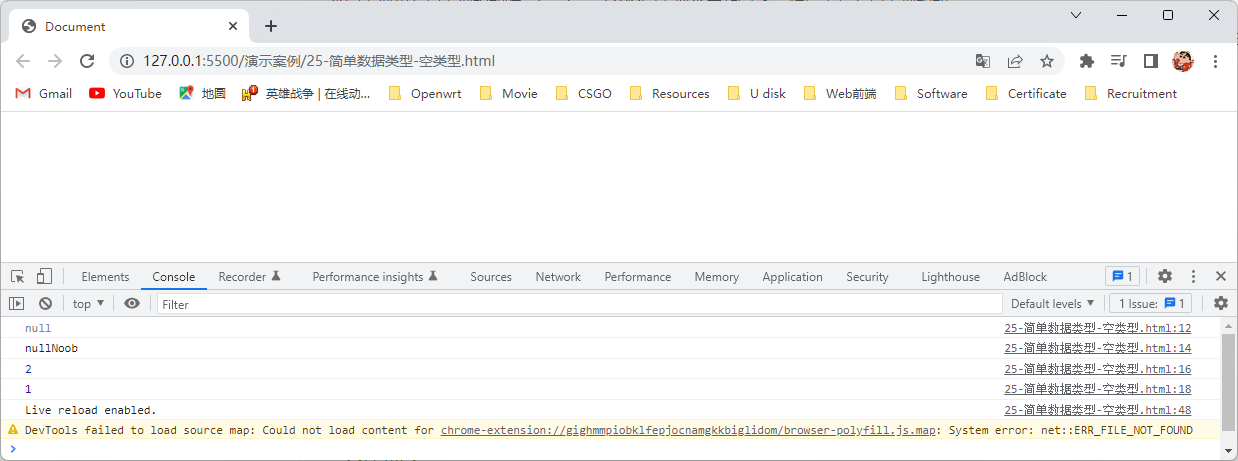 Document
127.0.0.1:5500/演示案例/25-简单数据类型-空类型.html
Gmail YouTube 地图 英雄战争 | 在线动... Openwrt Movie CSGO Resources U disk Web前端 Software Certificate Recruitment
Elements Console Recorder Performance insights Sources Network Performance Memory Application Security Lighthouse AdBlock 1
top Filter Default levels 1 Issue: 1
null 25-简单数据类型-空类型.html:12
nullNoob 25-简单数据类型-空类型.html:14
2 25-简单数据类型-空类型.html:16
1 25-简单数据类型-空类型.html:18
Live reload enabled. 25-简单数据类型-空类型.html:48
DevTools failed to load source map: Could not load content for chrome-extension://gighmmpiobklfepjocnamgkkbiglidom/browser-polyfill.js.map: System error: net::ERR_FILE_NOT_FOUND